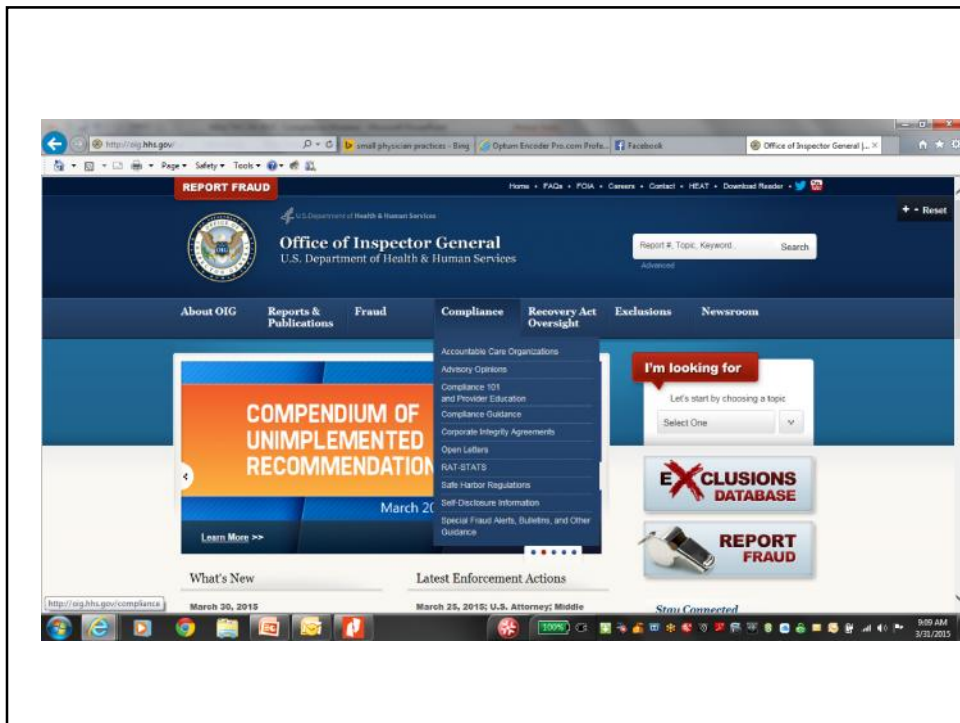 http://oig.hhs.gov/
small physician practices - Bing
Optum Encoder Pro.com Profe...
Facebook
Office of Inspector General |...
Page
Safety
Tools
REPORT FRAUD
Home • FAQs • FOIA • Careers • Contact • HEAT • Download Reader •
+ - Reset
U.S. Department of Health & Human Services
Office of Inspector General
U.S. Department of Health & Human Services
Report #, Topic, Keyword...
Search
Advanced
About OIG
Reports &
Publications
Fraud
Compliance
Recovery Act
Oversight
Exclusions
Newsroom
Accountable Care Organizations
Advisory Opinions
Compliance 101
and Provider Education
Compliance Guidance
Corporate Integrity Agreements
Open Letters
RAT-STATS
Safe Harbor Regulations
Self-Disclosure Information
Special Fraud Alerts, Bulletins, and Other
Guidance
COMPENDIUM OF
UNIMPLEMENTED
RECOMMENDATION
March 20
Learn More >>
I'm looking for
Let's start by choosing a topic
Select One
EXCLUSIONS
DATABASE
REPORT
FRAUD
What's New
Latest Enforcement Actions
March 30, 2015
March 25, 2015; U.S. Attorney; Middle
Stay Connected
http://oig.hhs.gov/compliance
100%
9:09 AM
3/31/2015